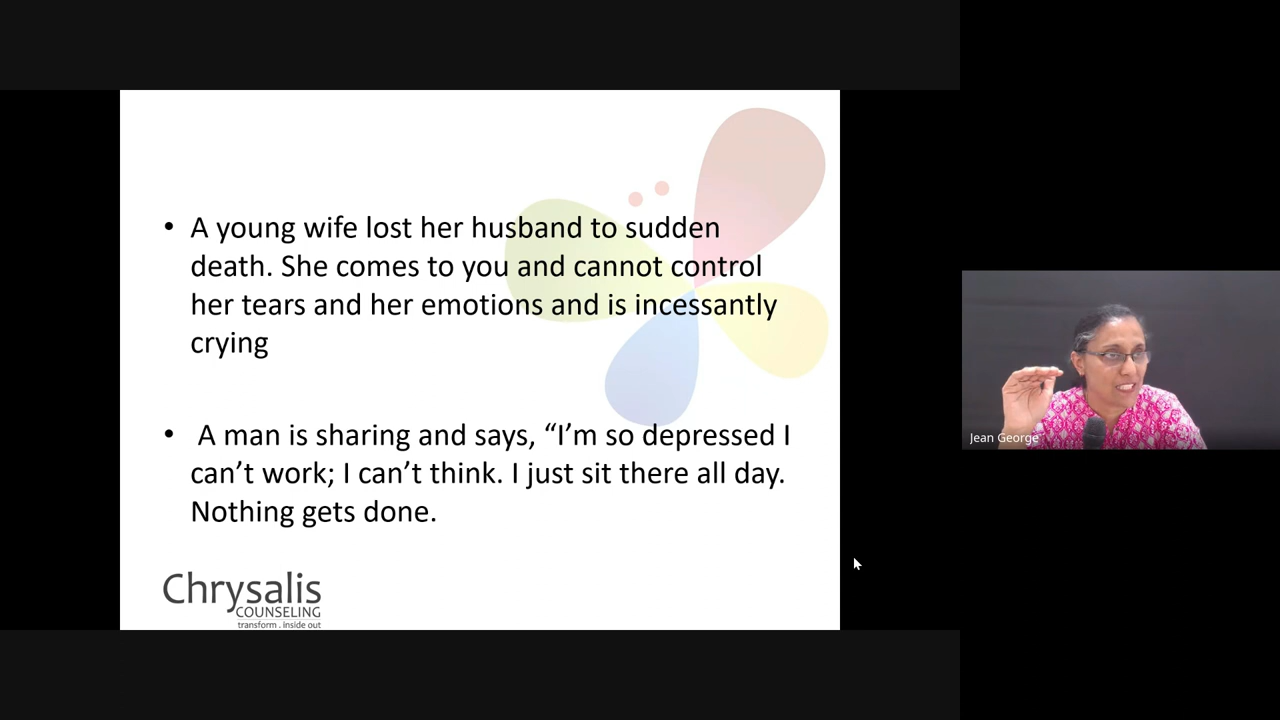 • A young wife lost her husband to sudden
death. She comes to you and cannot control
her tears and her emotions and is incessantly
crying
• A man is sharing and says, “I’m so depressed I
can’t work; I can’t think. I just sit there all day.
Nothing gets done.
Chrysalis
COUNSELING
transform . inside out
Jean George